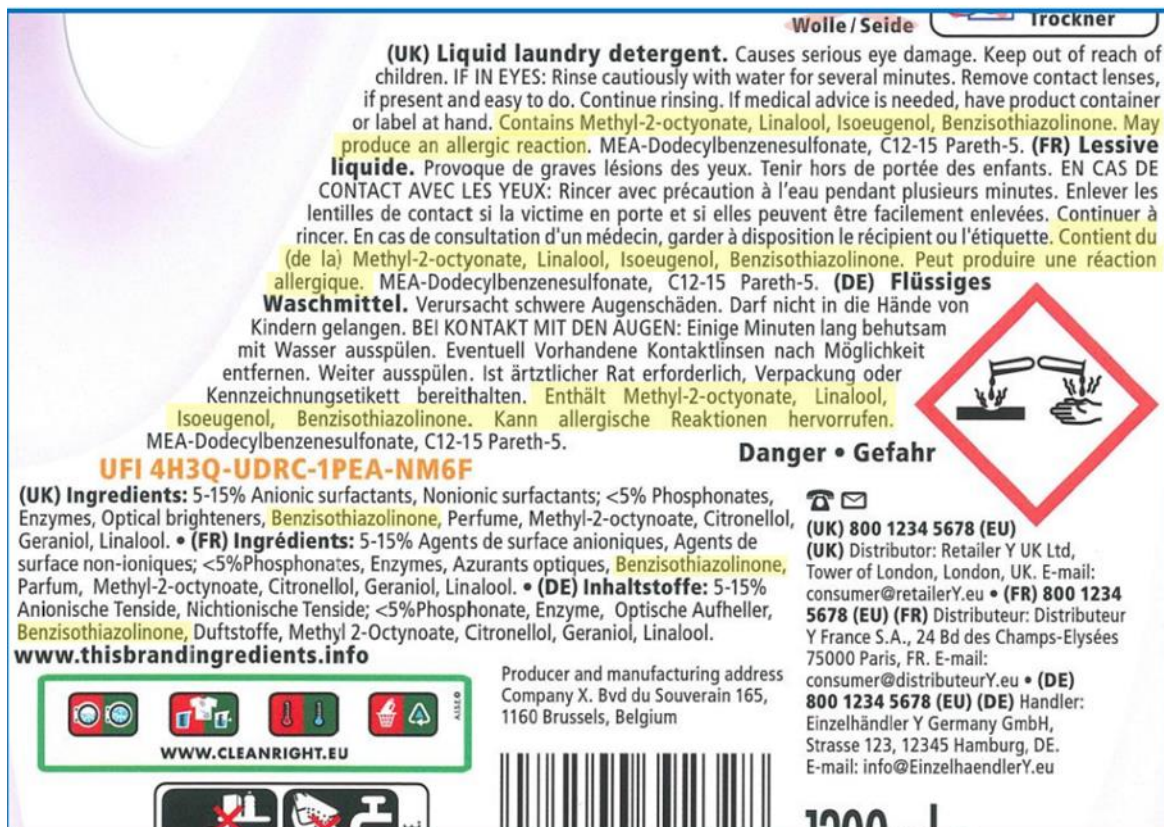 Wolle/Seide
Trockner
(UK) Liquid laundry detergent. Causes serious eye damage. Keep out of reach of
children. IF IN EYES: Rinse cautiously with water for several minutes. Remove contact lenses,
if present and easy to do. Continue rinsing. If medical advice is needed, have product container
or label at hand. Contains Methyl-2-octyonate, Linalool, Isoeugenol, Benzisothiazolinone. May
produce an allergic reaction. MEA-Dodecylbenzenesulfonate, C12-15 Pareth-5. (FR) Lessive
liquide. Provoque de graves lésions des yeux. Tenir hors de portée des enfants. EN CAS DE
CONTACT AVEC LES YEUX: Rincer avec précaution à l'eau pendant plusieurs minutes. Enlever les
lentilles de contact si la victime en porte et si elles peuvent être facilement enlevées. Continuer à
rincer. En cas de consultation d'un médecin, garder à disposition le récipient ou l'étiquette. Contient du
(de la) Methyl-2-octyonate, Linalool, Isoeugenol, Benzisothiazolinone. Peut produire une réaction
allergique. MEA-Dodecylbenzenesulfonate, C12-15 Pareth-5. (DE) Flüssiges
Waschmittel. Verursacht schwere Augenschäden. Darf nicht in die Hände von
Kindern gelangen. BEI KONTAKT MIT DEN AUGEN: Einige Minuten lang behutsam
mit Wasser ausspülen. Eventuell Vorhandene Kontaktlinsen nach Möglichkeit
entfernen. Weiter ausspülen. Ist ärtztlicher Rat erforderlich, Verpackung oder
Kennzeichnungsetikett bereithalten. Enthält Methyl-2-octyonate, Linalool,
Isoeugenol, Benzisothiazolinone. Kann allergische Reaktionen hervorrufen.
MEA-Dodecylbenzenesulfonate, C12-15 Pareth-5.
Danger • Gefahr
UFI 4H3Q-UDRC-1PEA-NM6F
(UK) Ingredients: 5-15% Anionic surfactants, Nonionic surfactants; <5% Phosphonates,
Enzymes, Optical brighteners, Benzisothiazolinone, Perfume, Methyl-2-octynoate, Citronellol,
Geraniol, Linalool. • (FR) Ingrédients: 5-15% Agents de surface anioniques, Agents de
surface non-ioniques; <5%Phosphonates, Enzymes, Azurants optiques, Benzisothiazolinone,
Parfum, Methyl-2-octynoate, Citronellol, Geraniol, Linalool. • (DE) Inhaltstoffe: 5-15%
Anionische Tenside, Nichtionische Tenside; <5%Phosphonate, Enzyme, Optische Aufheller,
Benzisothiazolinone, Duftstoffe, Methyl 2-Octynoate, Citronellol, Geraniol, Linalool.
www.thisbrandingredients.info
A.I.S.E.©
WWW.CLEANRIGHT.EU
Producer and manufacturing address
Company X. Bvd du Souverain 165,
1160 Brussels, Belgium
(UK) 800 1234 5678 (EU)
(UK) Distributor: Retailer Y UK Ltd,
Tower of London, London, UK. E-mail:
consumer@retailerY.eu • (FR) 800 1234
5678 (EU) (FR) Distributeur: Distributeur
Y France S.A., 24 Bd des Champs-Elysées
75000 Paris, FR. E-mail:
consumer@distributeurY.eu • (DE)
800 1234 5678 (EU) (DE) Handler:
Einzelhändler Y Germany GmbH,
Strasse 123, 12345 Hamburg, DE.
E-mail: info@EinzelhaendlerY.eu